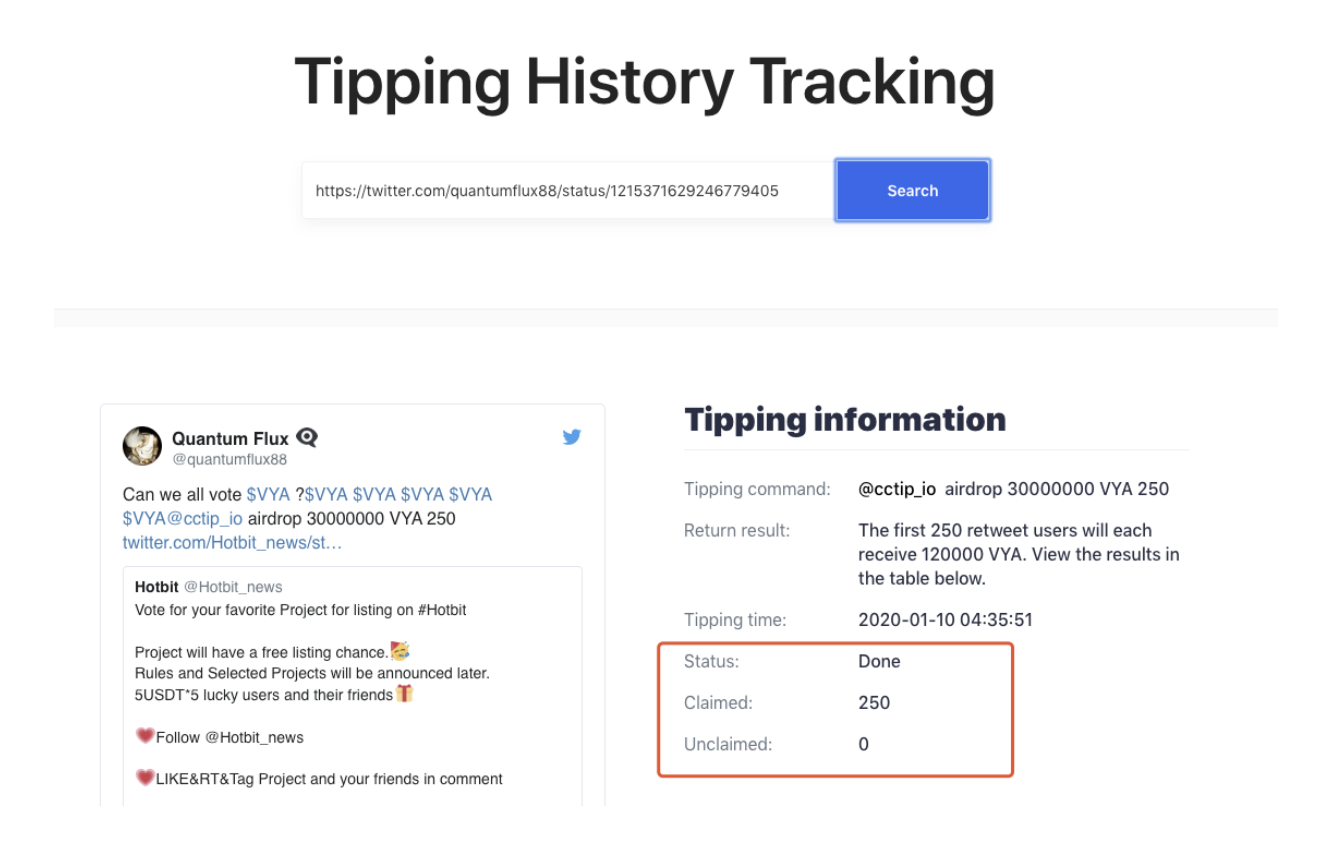 Tipping History Tracking
https://twitter.com/quantumflux88/status/1215371629246779405
Search
Quantum Flux
@quantumflux88
Can we all vote $VYA ?$VYA $VYA $VYA $VYA
$VYA@cctip_io airdrop 30000000 VYA 250
twitter.com/Hotbit_news/st…
Hotbit @Hotbit_news
Vote for your favorite Project for listing on #Hotbit
Project will have a free listing chance.🥳
Rules and Selected Projects will be announced later.
5USDT*5 lucky users and their friends🎁
❤️Follow @Hotbit_news
❤️LIKE&RT&Tag Project and your friends in comment
Tipping information
Tipping command: @cctip_io airdrop 30000000 VYA 250
Return result: The first 250 retweet users will each
receive 120000 VYA. View the results in
the table below.
Tipping time: 2020-01-10 04:35:51
Status: Done
Claimed: 250
Unclaimed: 0